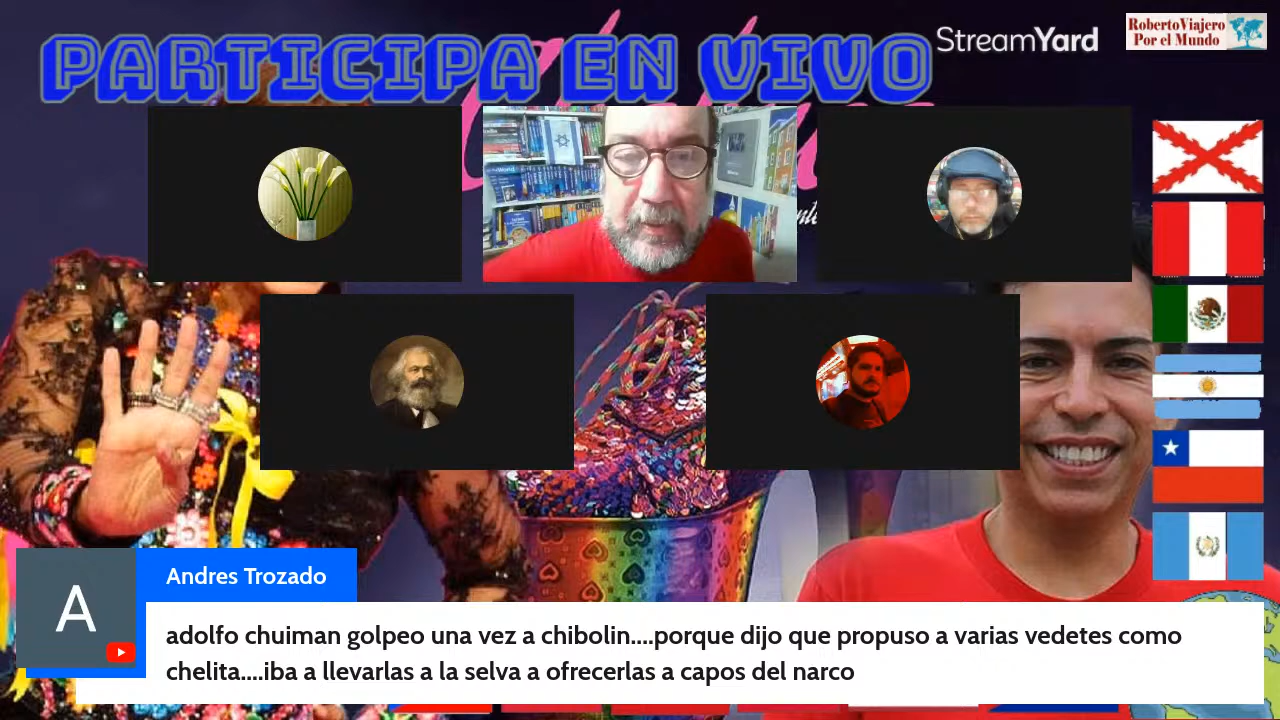 PARTICIPA EN VIVO
StreamYard
RobertoViajero
Por el Mundo
A
Andres Trozado
adolfo chuiman golpeo una vez a chibolin....porque dijo que propuso a varias vedetes como
chelita....iba a llevarlas a la selva a ofrecerlas a capos del narco